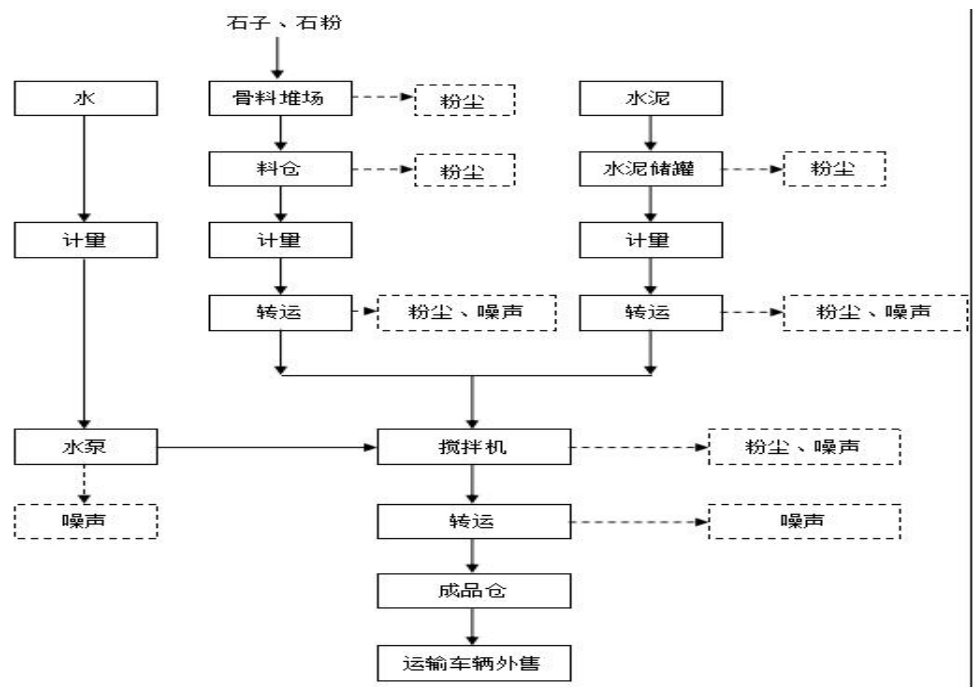 石子、石粉
水
骨料堆场
粉尘
水泥
料仓
粉尘
水泥储罐
粉尘
计量
计量
计量
转运
粉尘、噪声
转运
粉尘、噪声
水泵
搅拌机
粉尘、噪声
噪声
转运
噪声
成品仓
运输车辆外售